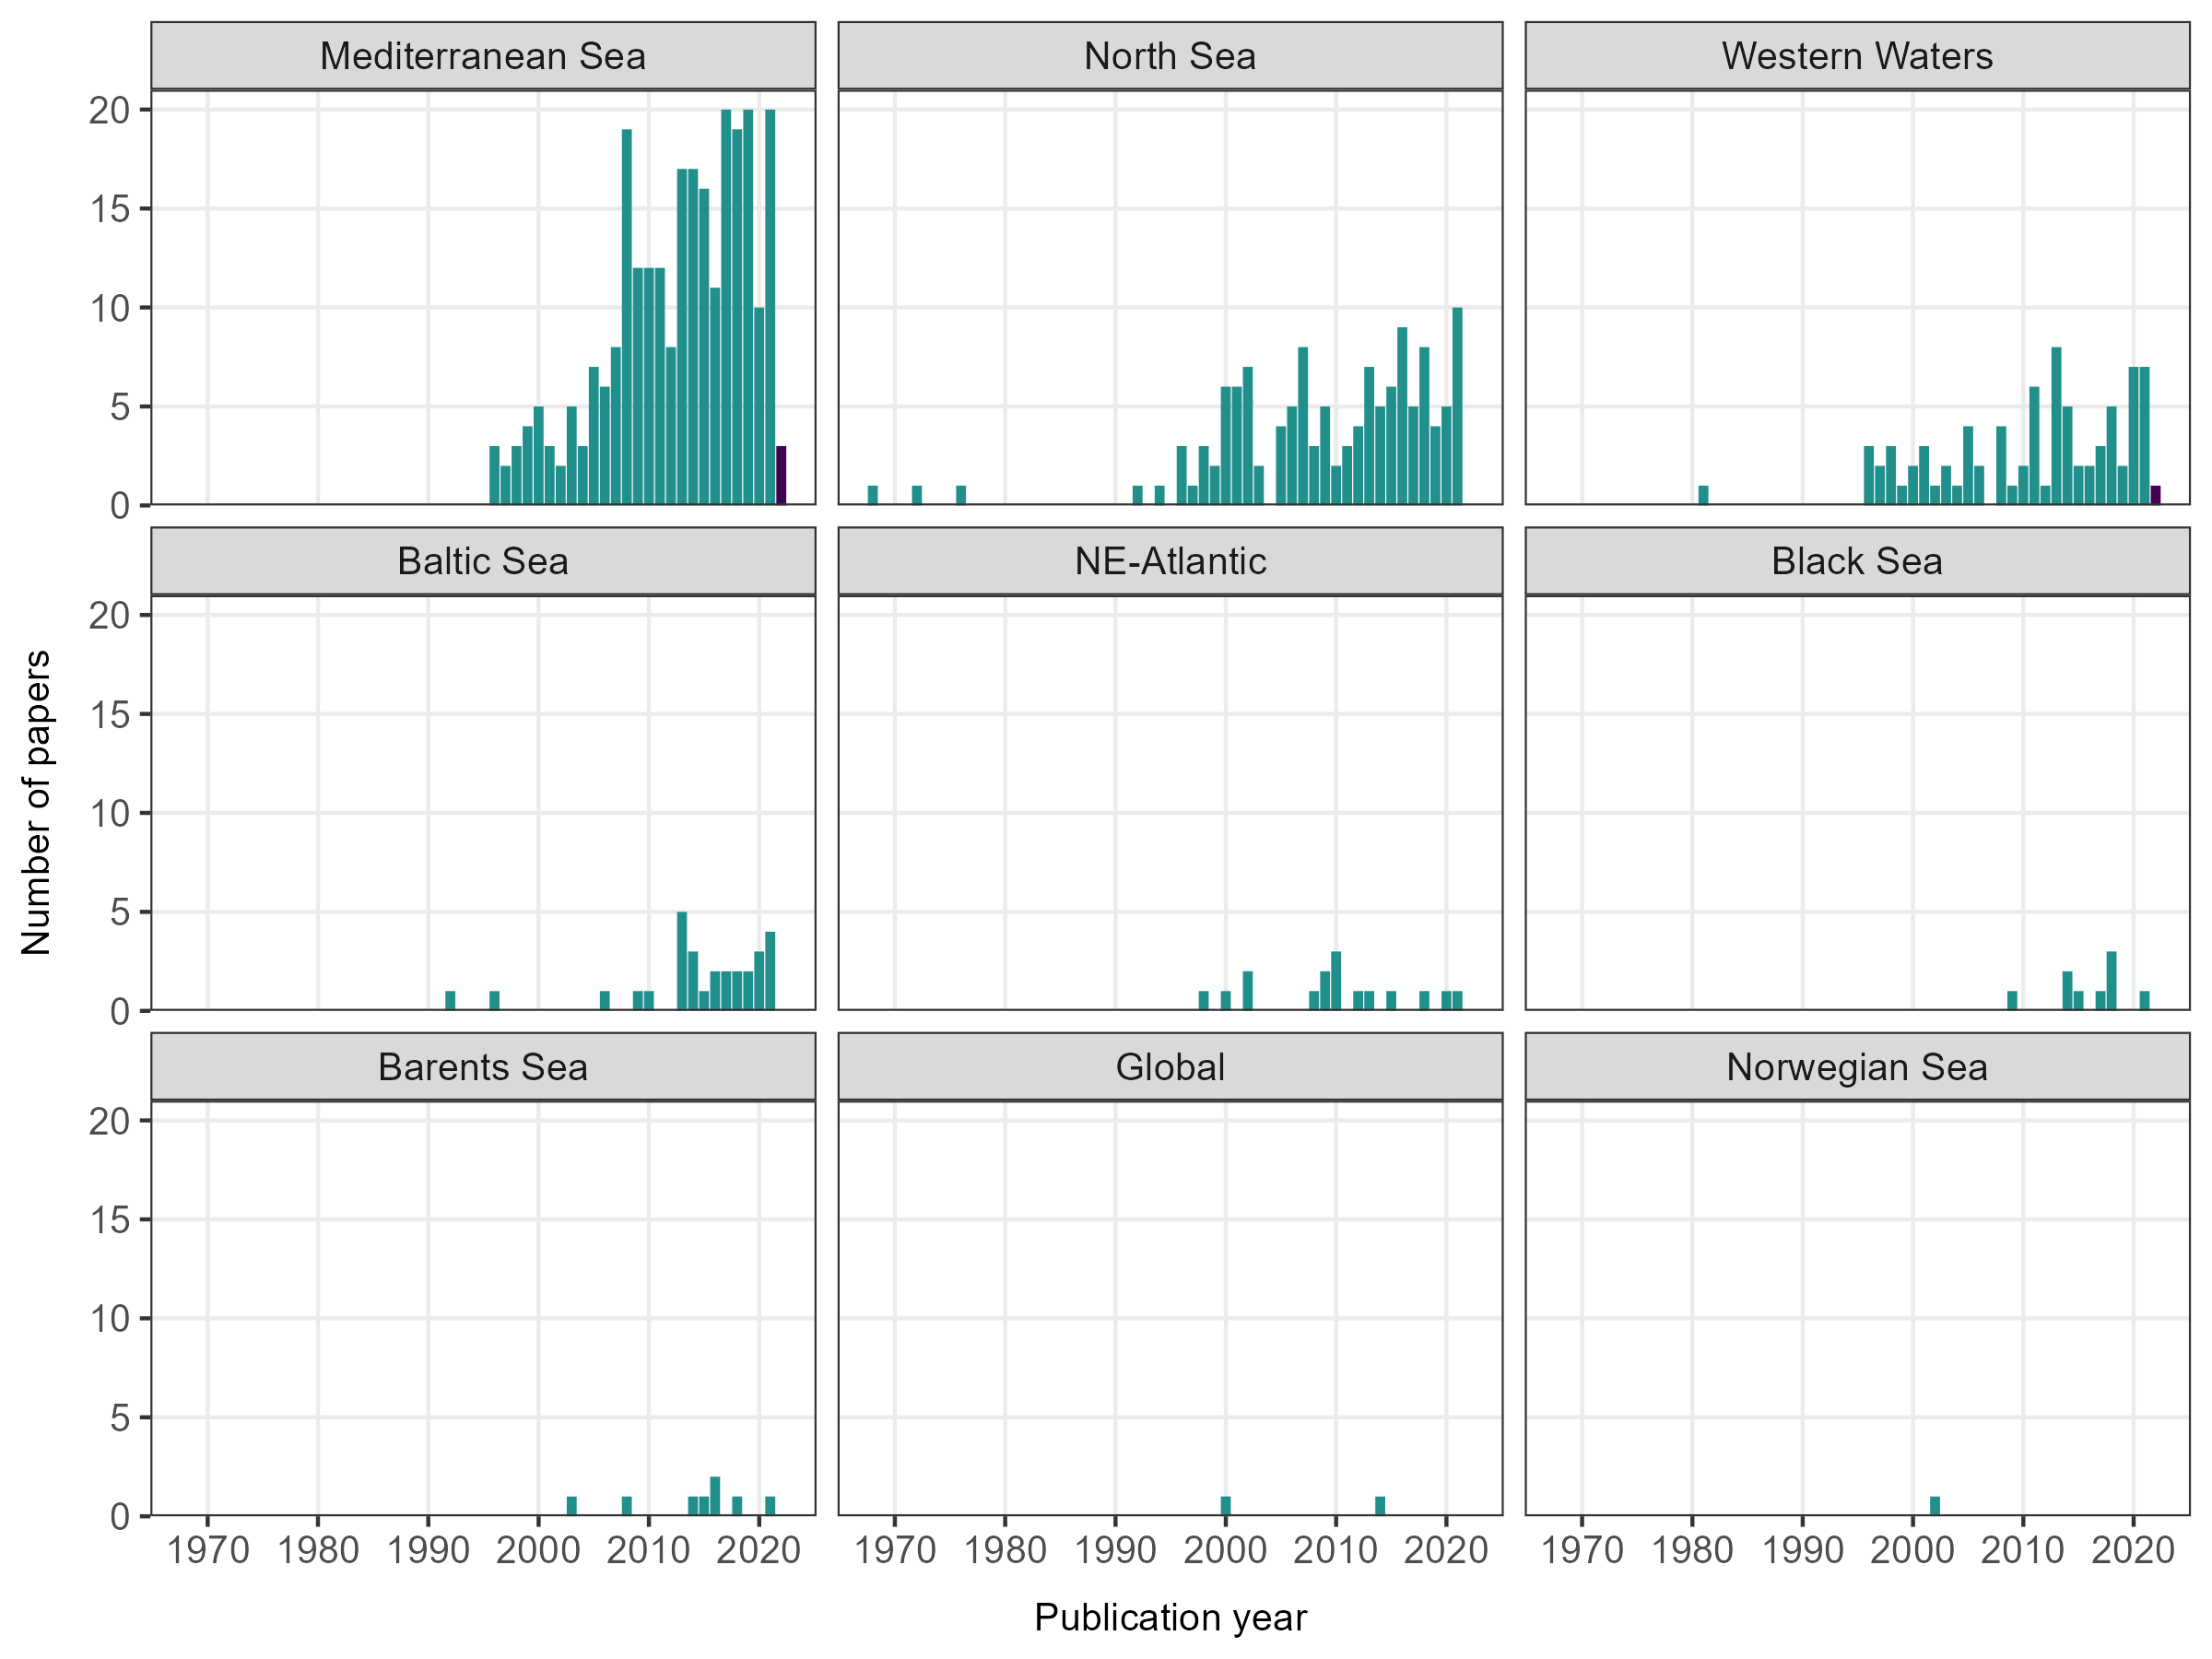 Mediterranean Sea
North Sea
Western Waters
20
15
10
5
0
Baltic Sea
NE-Atlantic
Black Sea
20
15
10
5
0
Number of papers
Barents Sea
Global
Norwegian Sea
20
15
10
5
0
1970 1980 1990 2000 2010 2020
1970 1980 1990 2000 2010 2020
1970 1980 1990 2000 2010 2020
Publication year